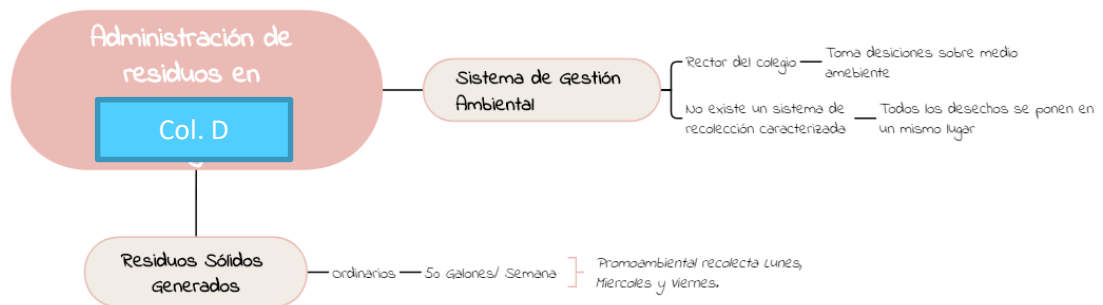 Administración de
residuos en
Col. D
Sistema de Gestión
Ambiental
Rector del colegio
Toma desiciones sobre medio
amebiente
No existe un sistema de
recolección caracterizada
Todos los desechos se ponen en
un mismo lugar
Residuos Sólidos
Generados
ordinarios
50 Galones/ Semana
Promoambiental recolecta Lunes,
Miercoles y Viernes.